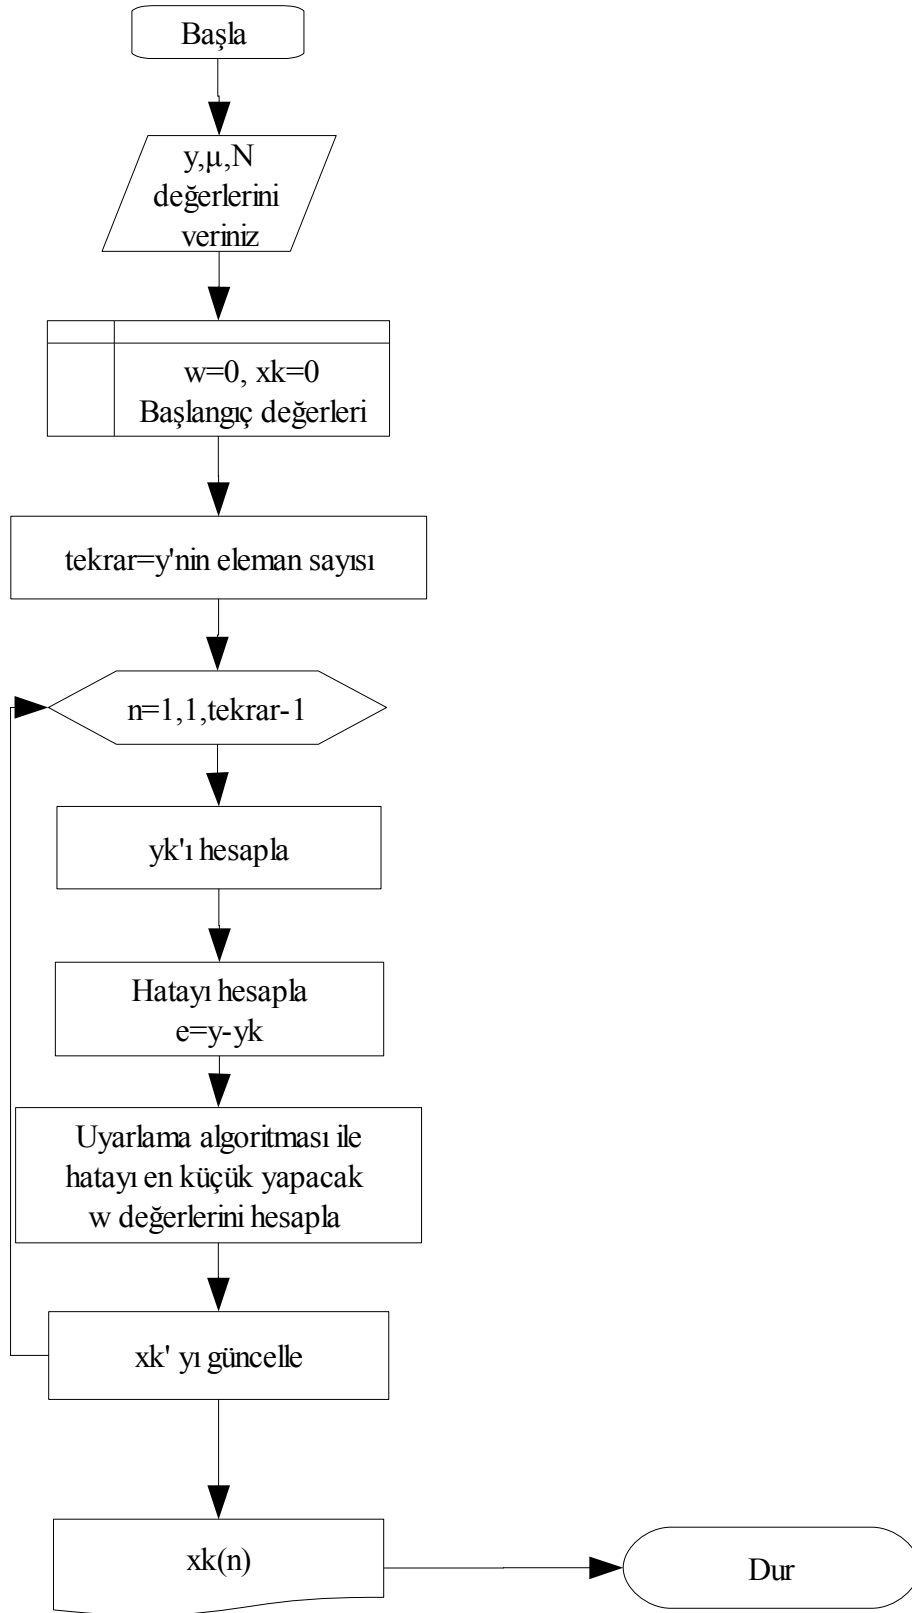 Başla
y,µ,N
değerlerini
veriniz
w=0, xk=0
Başlangıç değerleri
tekrar=y'nin eleman sayısı
n=1,1,tekrar-1
yk'ı hesapla
Hatayı hesapla
e=y-yk
Uyarlama algoritması ile
hatayı en küçük yapacak
w değerlerini hesapla
xk' yı güncelle
xk(n)
Dur